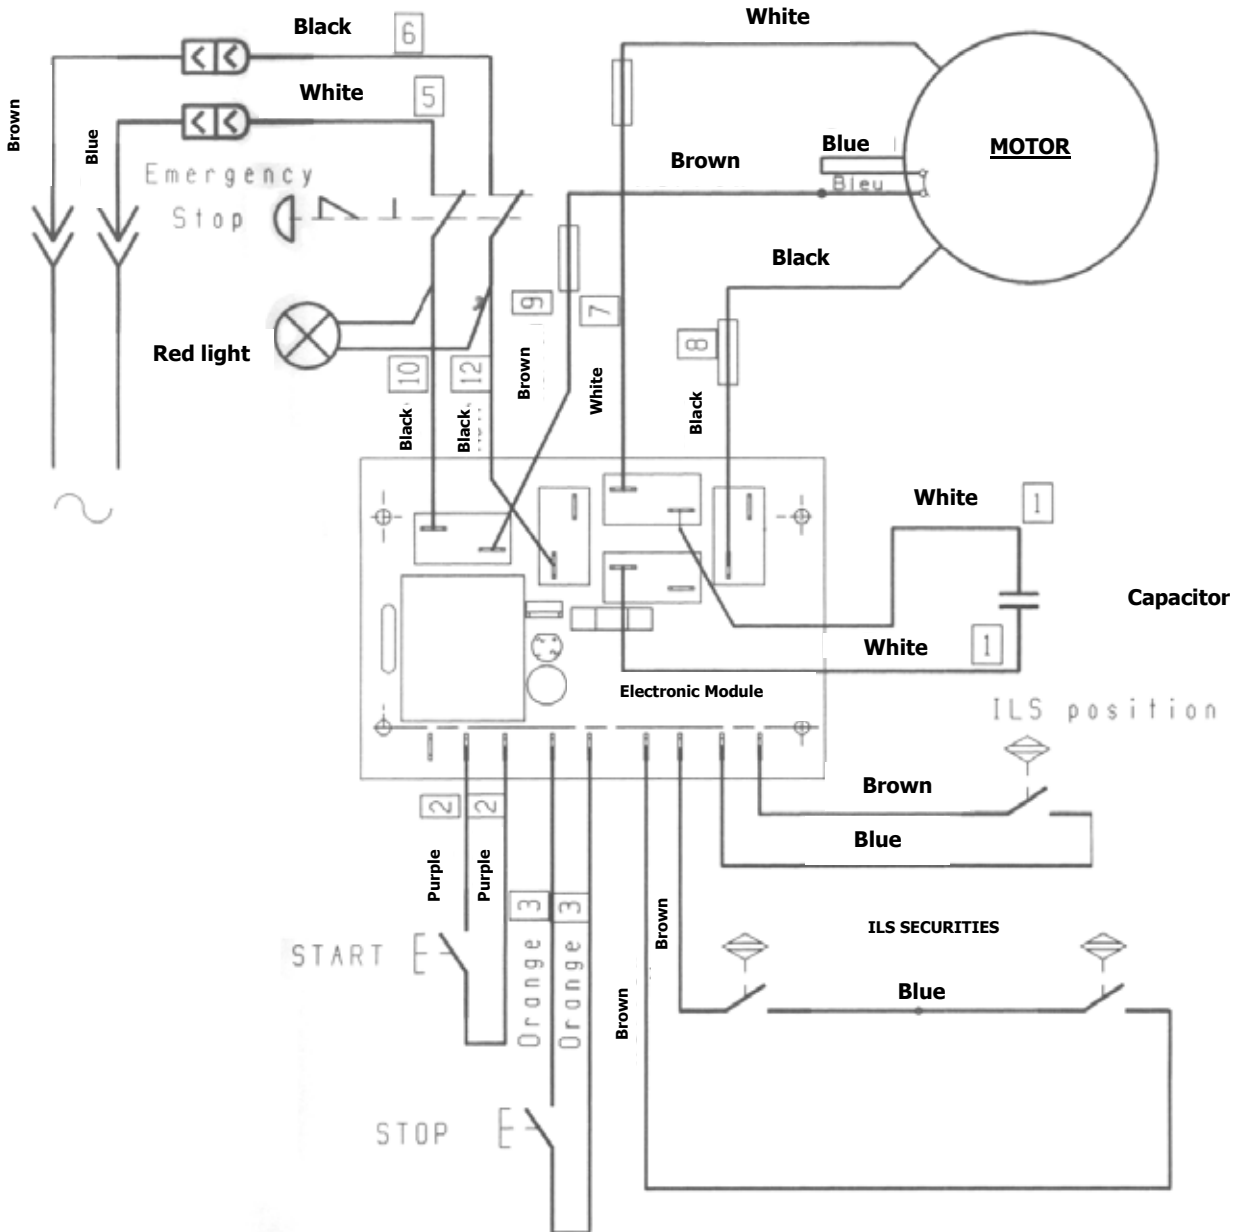 Black
6
White
White
5
Brown
Blue
Emergency
Stop
MOTOR
Blue
Bleu
Brown
Black
Red light
9
7
8
10
12
Brown
White
Black
Black
Black
White
1
Capacitor
White
1
Electronic Module
ILS position
Brown
Blue
2
2
Purple
Purple
3
3
Orange
Orange
Brown
Brown
START
STOP
ILS SECURITIES
Blue